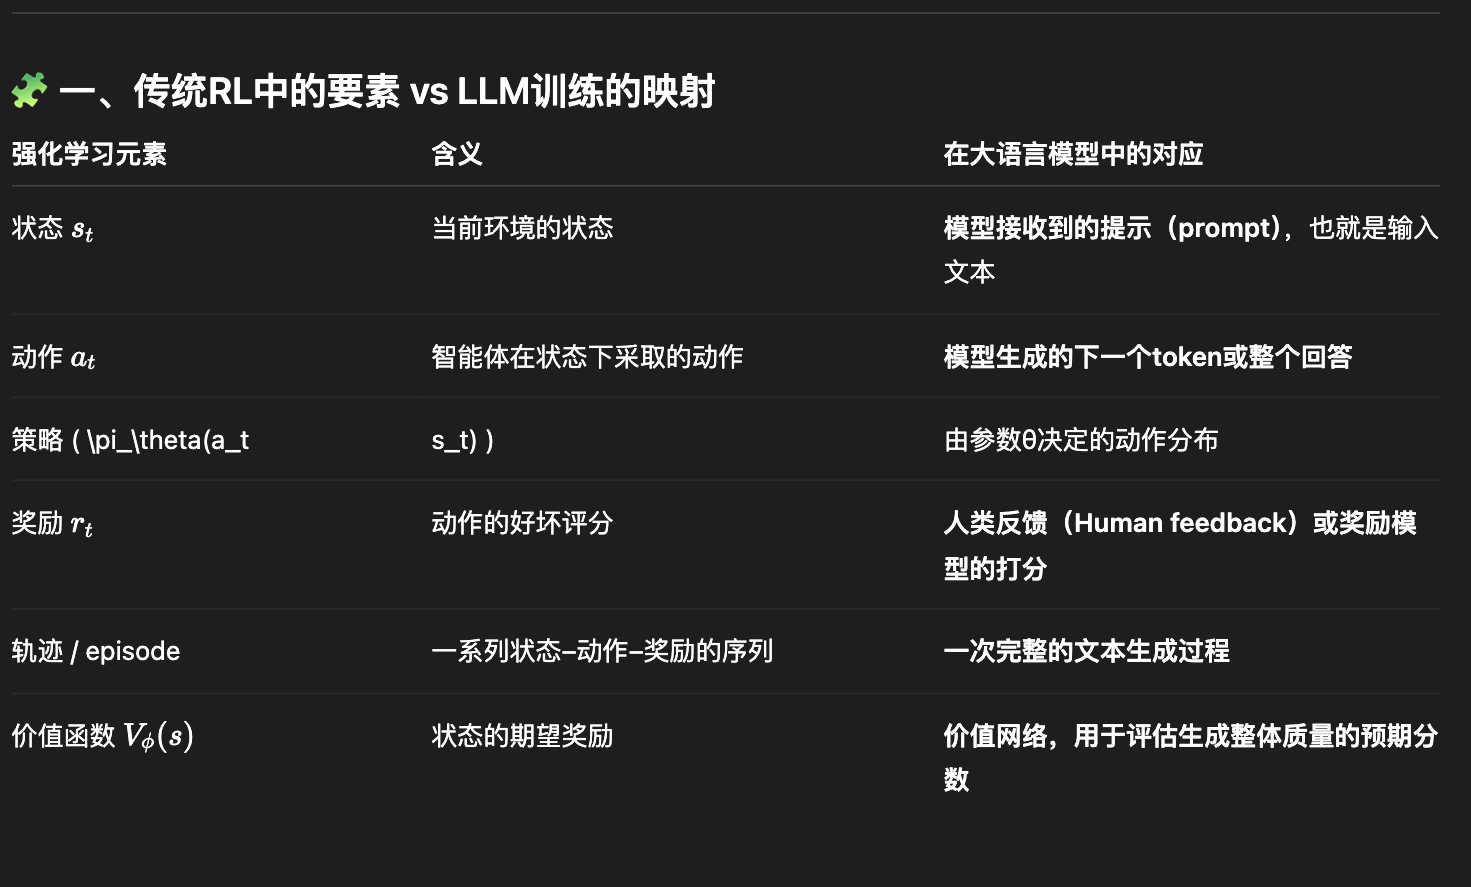 🧩 一、传统RL中的要素 vs LLM训练的映射
强化学习元素 含义 在大语言模型中的对应
状态 s_t 当前环境的状态 模型接收到的提示（prompt），也就是输入
文本
动作 a_t 智能体在状态下采取的动作 模型生成的下一个token或整个回答
策略 ( \pi_\theta(a_t s_t) ) 由参数θ决定的动作分布
奖励 r_t 动作的好坏评分 人类反馈（Human feedback）或奖励模
型的打分
轨迹 / episode 一系列状态–动作–奖励的序列 一次完整的文本生成过程
价值函数 V_ϕ(s) 状态的期望奖励 价值网络，用于评估生成整体质量的预期分
数